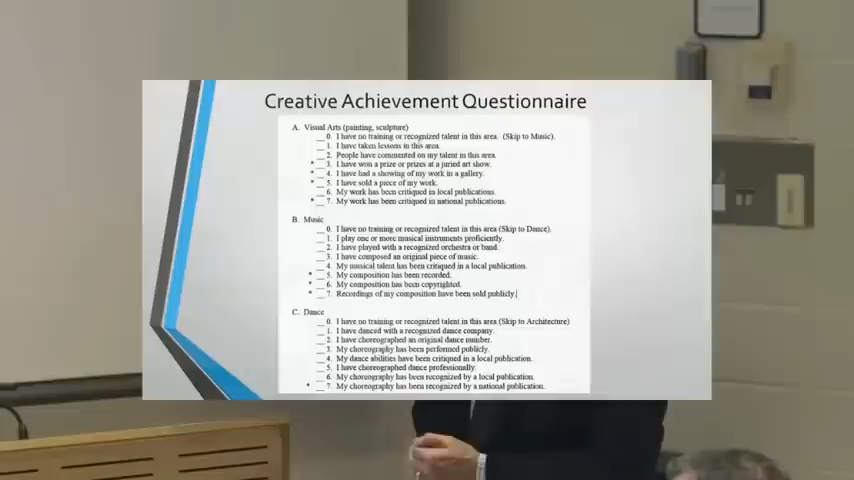 Creative Achievement Questionnaire
A. Visual Arts (painting, sculpture)
__ 0. I have no training or recognized talent in this area. (Skip to Music).
__ 1. I have taken lessons in this area.
__ 2. People have commented on my talent in this area.
* __ 3. I have won a prize or prizes at a juried art show.
* __ 4. I have had a showing of my work in a gallery.
* __ 5. I have sold a piece of my work.
__ 6. My work has been critiqued in local publications.
* __ 7. My work has been critiqued in national publications.
B. Music
__ 0. I have no training or recognized talent in this area (Skip to Dance).
__ 1. I play one or more musical instruments proficiently.
__ 2. I have played with a recognized orchestra or band.
__ 3. I have composed an original piece of music.
__ 4. My musical talent has been critiqued in a local publication.
* __ 5. My composition has been recorded.
* __ 6. My composition has been copyrighted.
* __ 7. Recordings of my composition have been sold publicly.
C. Dance
__ 0. I have no training or recognized talent in this area (Skip to Architecture)
__ 1. I have danced with a recognized dance company.
__ 2. I have choreographed an original dance number.
__ 3. My choreography has been performed publicly.
__ 4. My dance abilities have been critiqued in a local publication.
__ 5. I have choreographed dance professionally.
__ 6. My choreography has been recognized by a local publication.
* __ 7. My choreography has been recognized by a national publication.